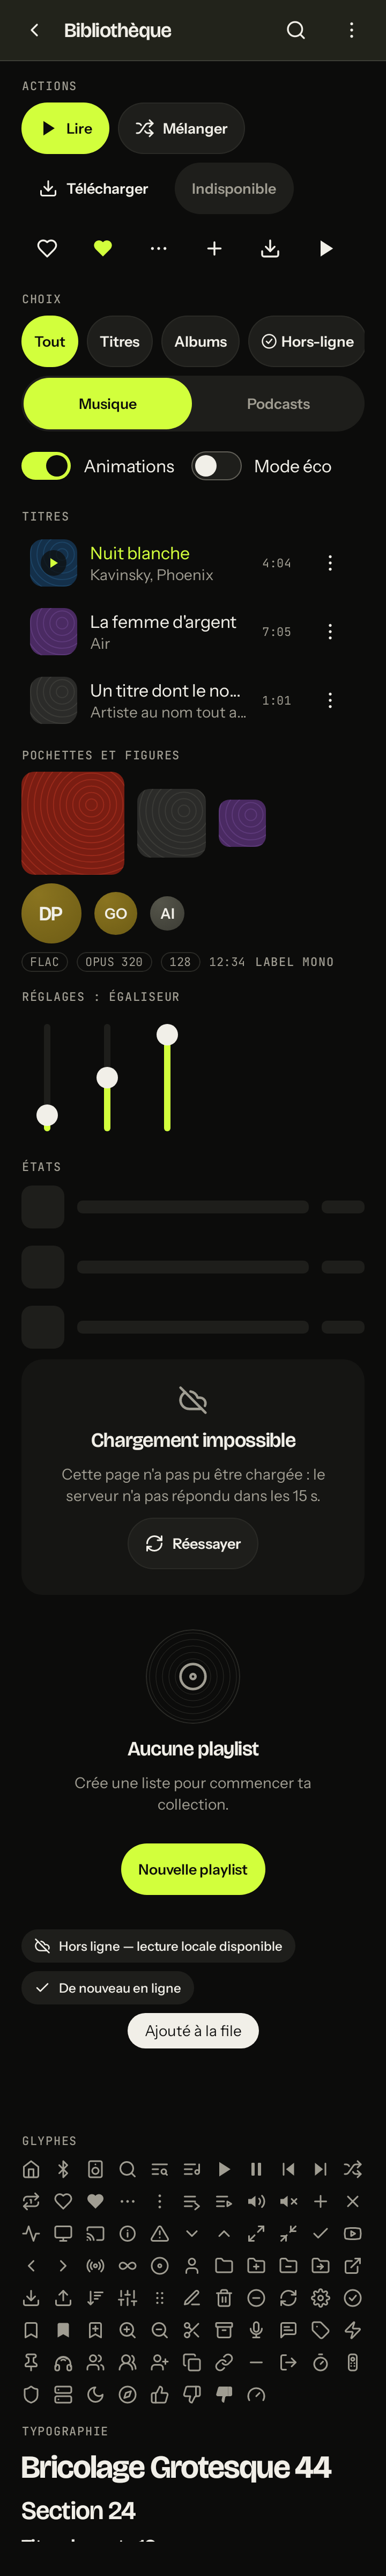 Bibliothèque
ACTIONS
Lire
Mélanger
Télécharger
Indisponible
CHOIX
Tout
Titres
Albums
Hors-ligne
Musique
Podcasts
Animations
Mode éco
TITRES
Nuit blanche
4:04
Kavinsky, Phoenix
La femme d'argent
7:05
Air
Un titre dont le no...
1:01
Artiste au nom tout a...
POCHETTES ET FIGURES
DP
GO
AI
FLAC
OPUS 320
128
12:34
LABEL MONO
RÉGLAGES : ÉGALISEUR
ÉTATS
Chargement impossible
Cette page n'a pas pu être chargée : le
serveur n'a pas répondu dans les 15 s.
Réessayer
Aucune playlist
Crée une liste pour commencer ta
collection.
Nouvelle playlist
Hors ligne — lecture locale disponible
De nouveau en ligne
Ajouté à la file
GLYPHES
TYPOGRAPHIE
Bricolage Grotesque 44
Section 24